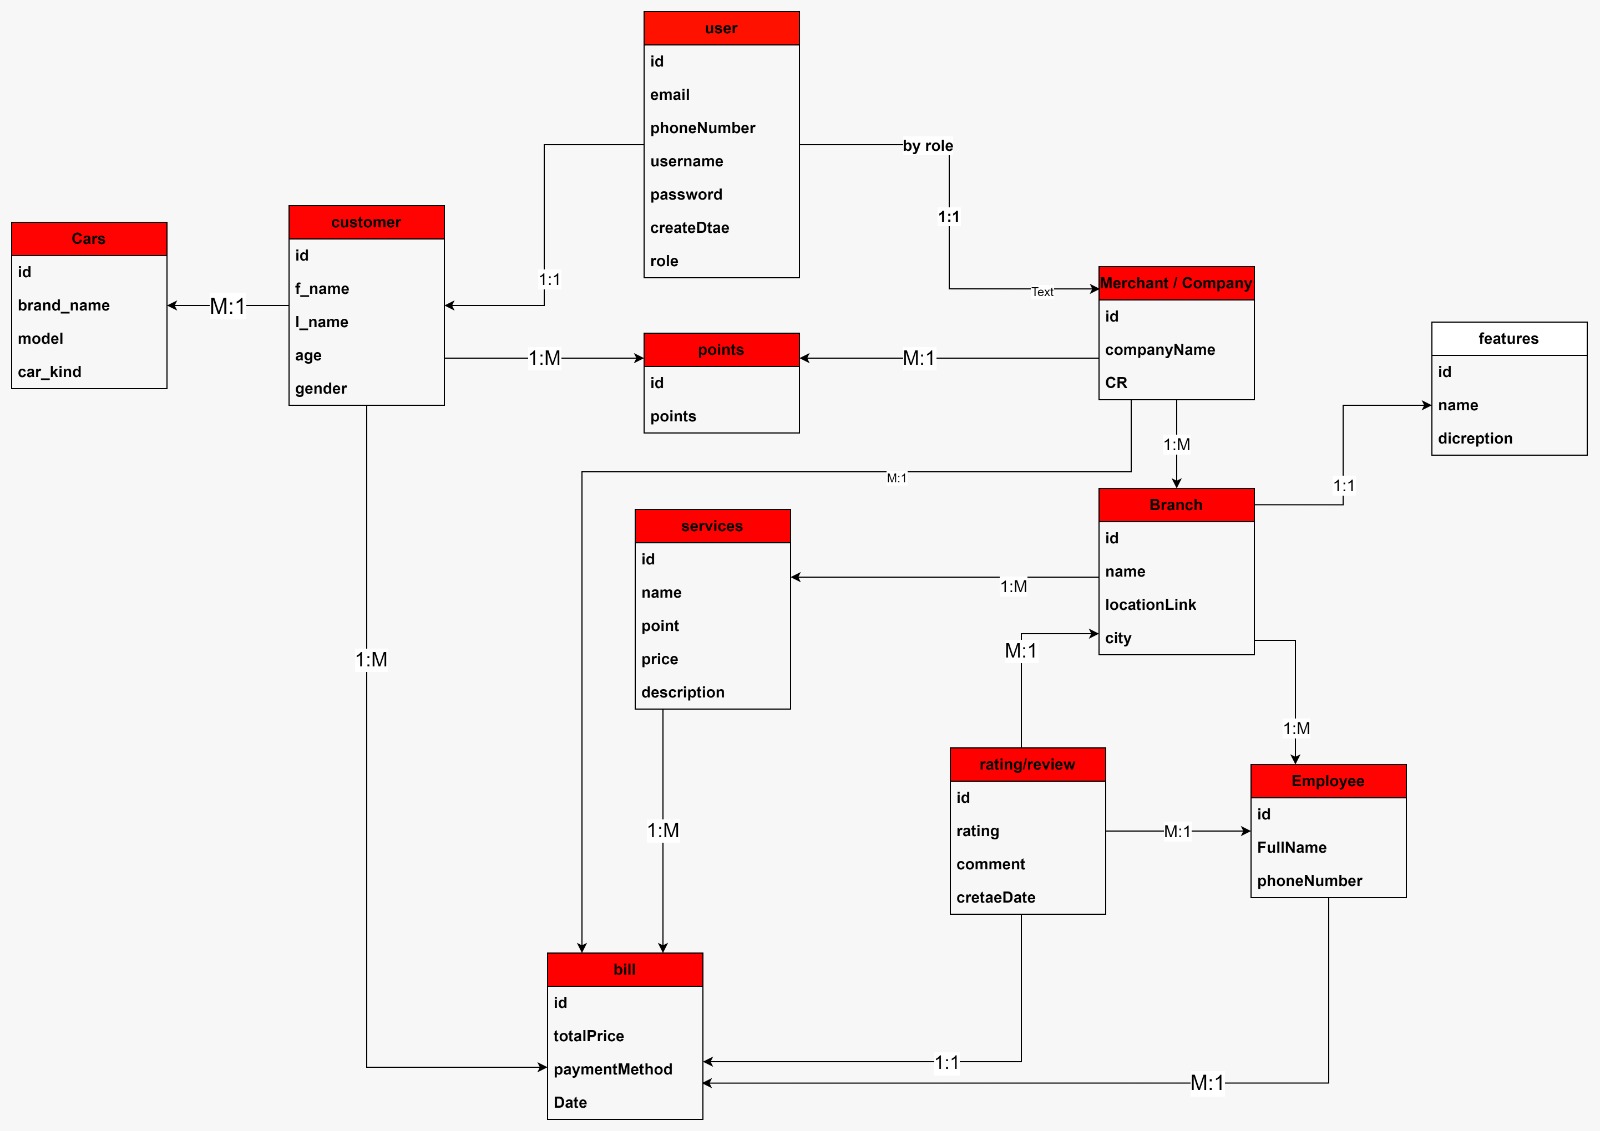 user
id
email
phoneNumber
username
password
createDtae
role
by role
1:1
Text
1:1
Cars
id
brand_name
model
car_kind
M:1
customer
id
f_name
l_name
age
gender
1:M
points
id
points
M:1
Merchant / Company
id
companyName
CR
features
id
name
dicreption
1:M
M:1
1:1
services
id
name
point
price
description
1:M
Branch
id
name
locationLink
city
M:1
1:M
1:M
1:M
rating/review
id
rating
comment
cretaeDate
M:1
Employee
id
FullName
phoneNumber
bill
id
totalPrice
paymentMethod
Date
1:1
M:1